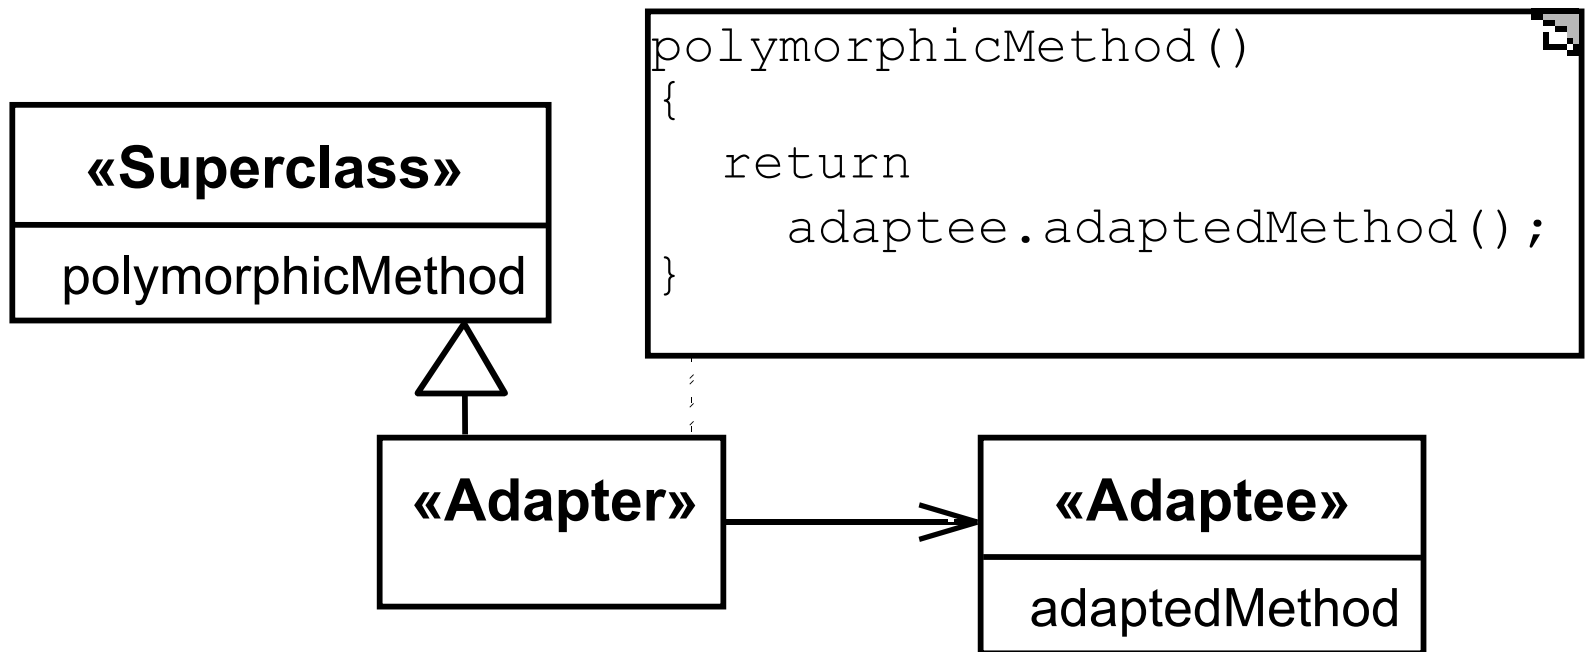 polymorphicMethod()
{
return
adaptee.adaptedMethod();
}
«Superclass»
polymorphicMethod
«Adapter»
«Adaptee»
adaptedMethod